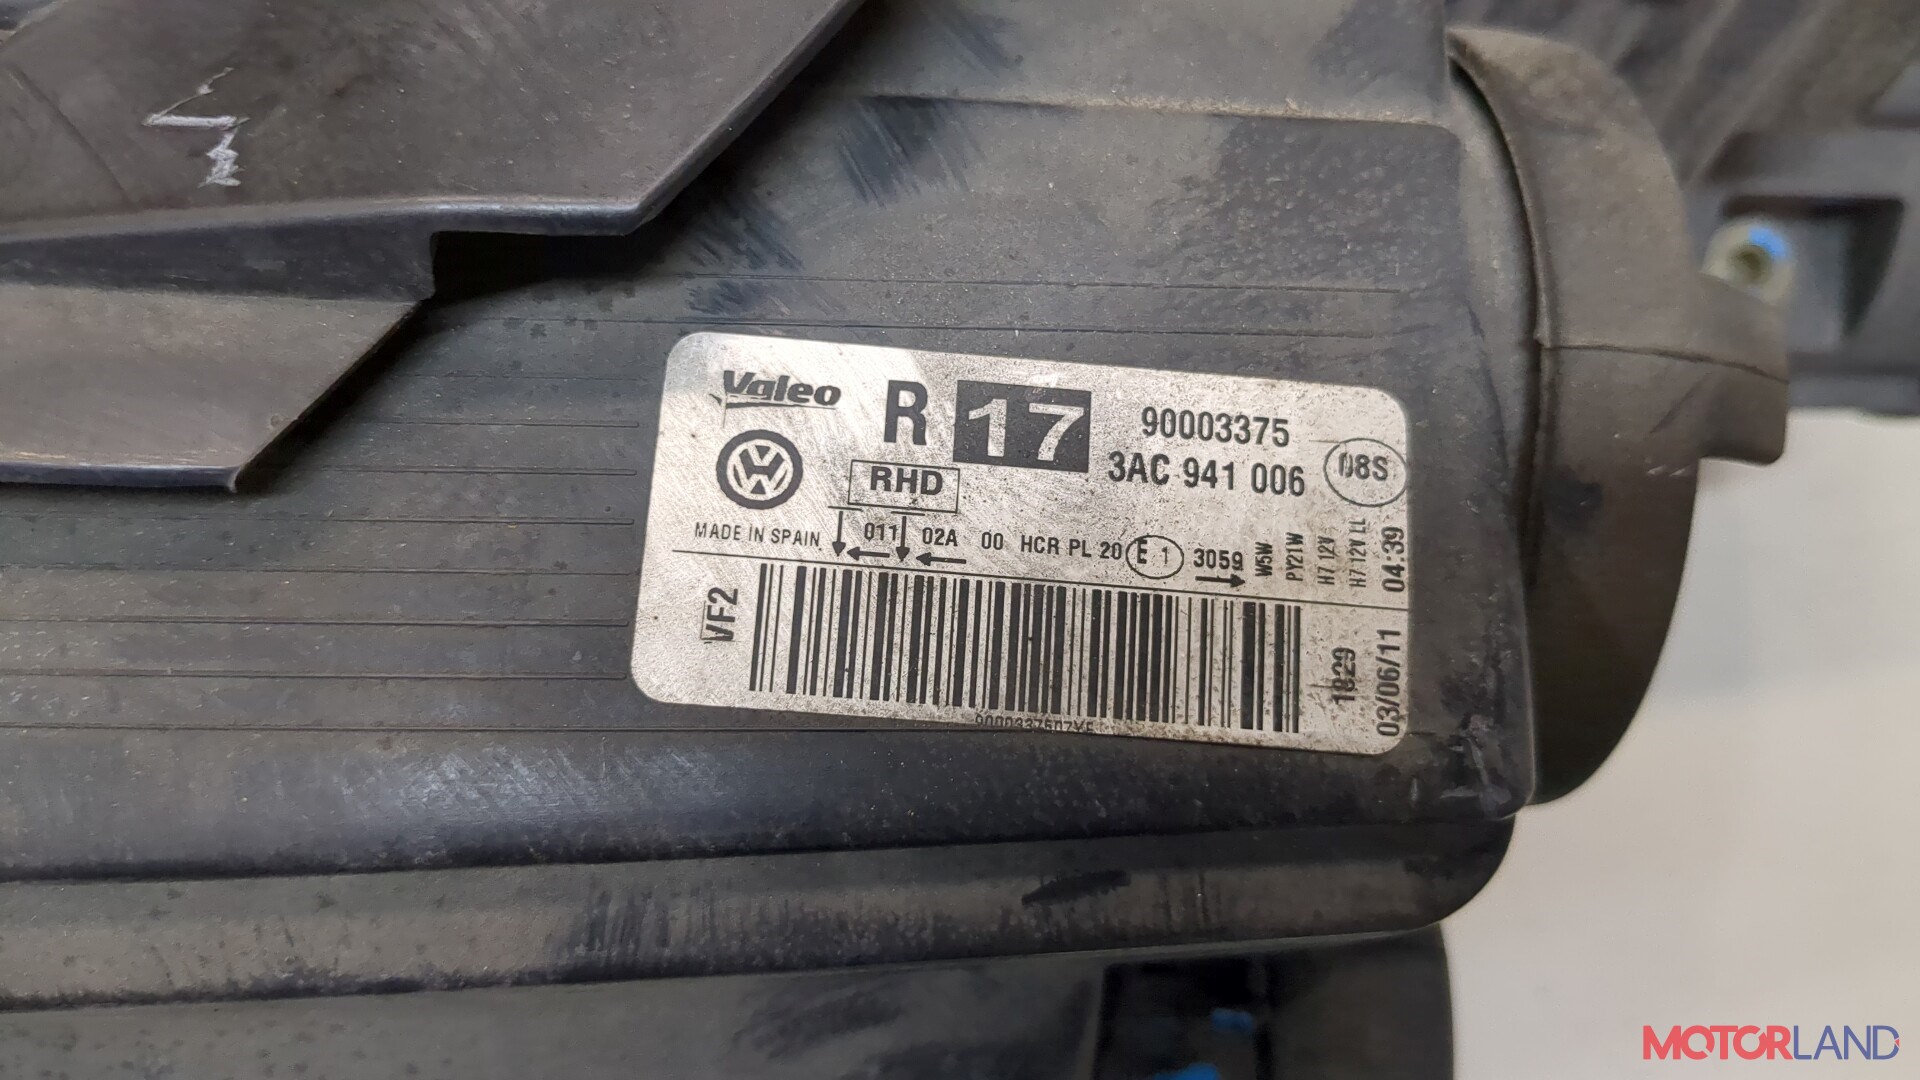 Valeo R 17 90003375
RHD 3AC 941 006 08S
MADE IN SPAIN 011 02A 00 HCR PL 20 E 1 3059
W5W
PY21W
H7 12V
H7 12V LL
04:39
VF2
1829
03/06/11
MOTORLAND